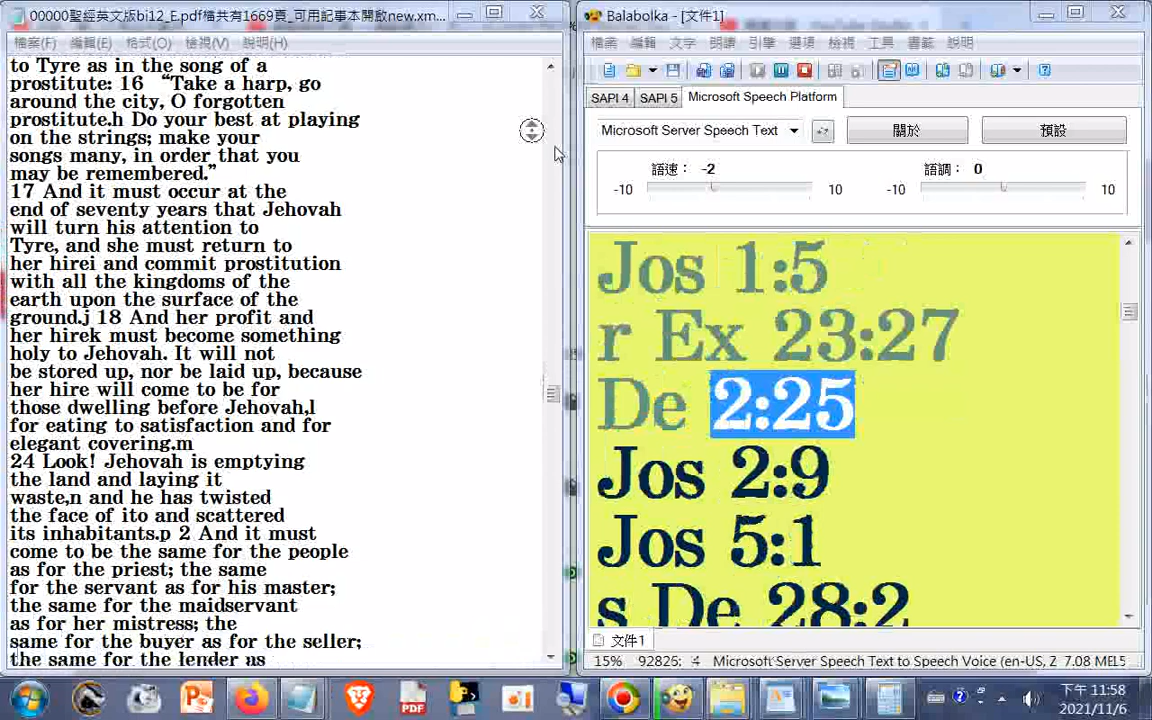 00000聖經英文版bi12_E.pdf檔共有1669頁_可用記事本開啟new.xm...
檔案(F) 編輯(E) 格式(O) 檢視(V) 說明(H)
to Tyre as in the song of a
prostitute: 16 “Take a harp, go
around the city, O forgotten
prostitute.h Do your best at playing
on the strings; make your
songs many, in order that you
may be remembered.”
17 And it must occur at the
end of seventy years that Jehovah
will turn his attention to
Tyre, and she must return to
her hirei and commit prostitution
with all the kingdoms of the
earth upon the surface of the
ground.j 18 And her profit and
her hirek must become something
holy to Jehovah. It will not
be stored up, nor be laid up, because
her hire will come to be for
those dwelling before Jehovah,l
for eating to satisfaction and for
elegant covering.m
24 Look! Jehovah is emptying
the land and laying it
waste,n and he has twisted
the face of ito and scattered
its inhabitants.p 2 And it must
come to be the same for the people
as for the priest; the same
for the servant as for his master;
the same for the maidservant
as for her mistress; the
same for the buyer as for the seller;
the same for the lender as
Balabolka - [文件1]
檔案 編輯 文字 朗讀 引擎 選項 檢視 工具 書籤 說明
SAPI 4 SAPI 5 Microsoft Speech Platform
Microsoft Server Speech Text 關於 預設
語速: -2 語調: 0
-10 10 -10 10
Jos 1:5
r Ex 23:27
De 2:25
Jos 2:9
Jos 5:1
s De 28:2
文件1
15% 92825: 4 Microsoft Server Speech Text to Speech Voice (en-US, Z 7.08 МЕ
下午 11:58
2021/11/6